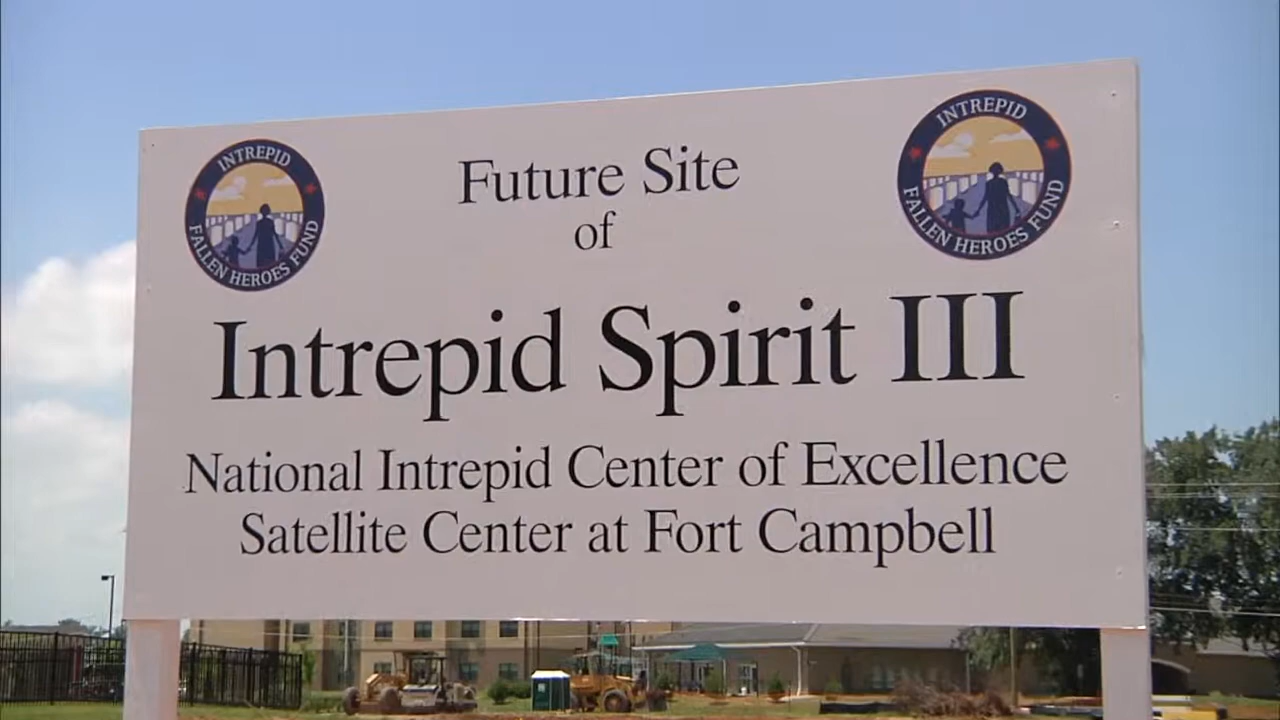 INTREPID
FALLEN HEROES FUND
Future Site
of
INTREPID
FALLEN HEROES FUND
Intrepid Spirit III
National Intrepid Center of Excellence
Satellite Center at Fort Campbell